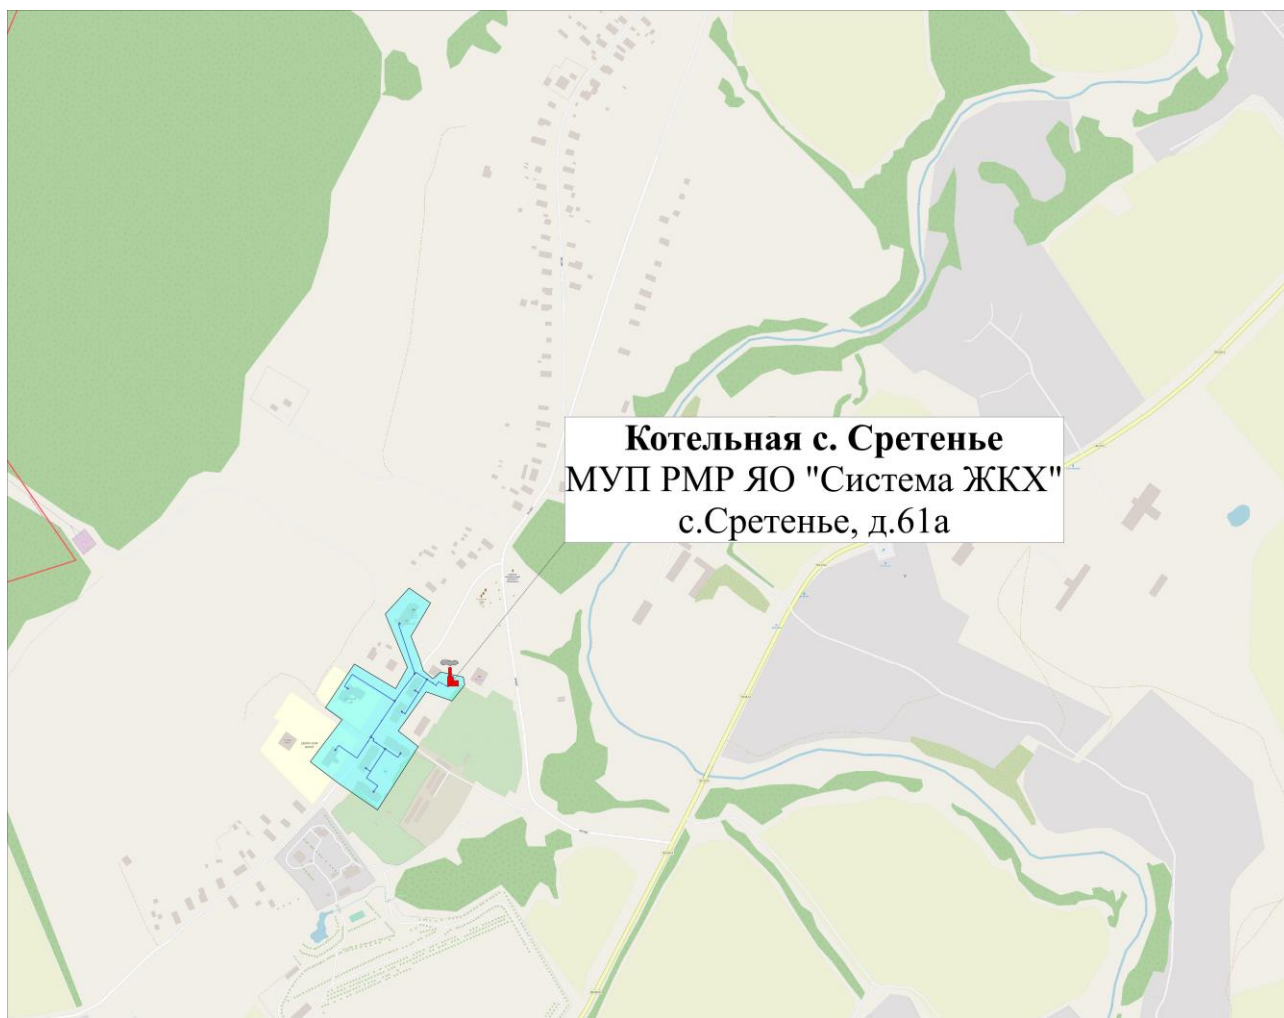 Котельная с. Сретенье
МУП РМР ЯО "Система ЖКХ"
с.Сретенье, д.61а